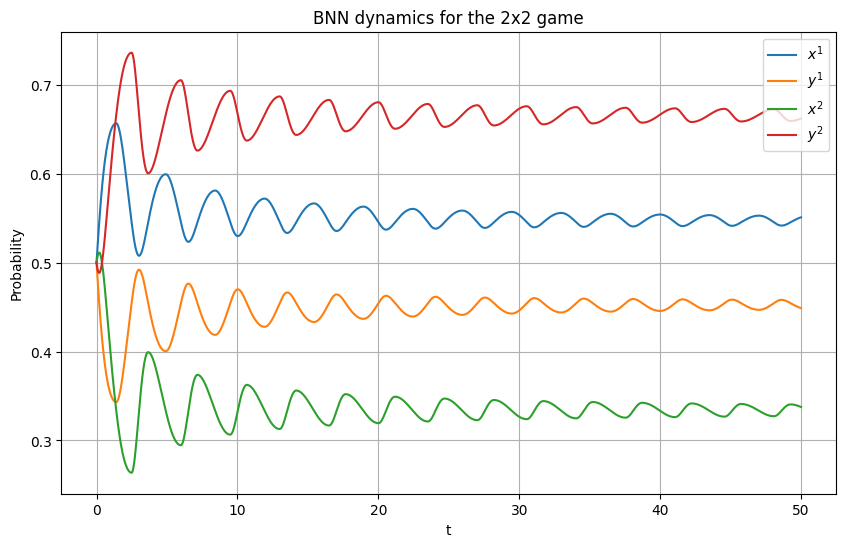 BNN dynamics for the 2x2 game
x¹
y¹
x²
y²
Probability
0.7
0.6
0.5
0.4
0.3
0 10 20 30 40 50
t